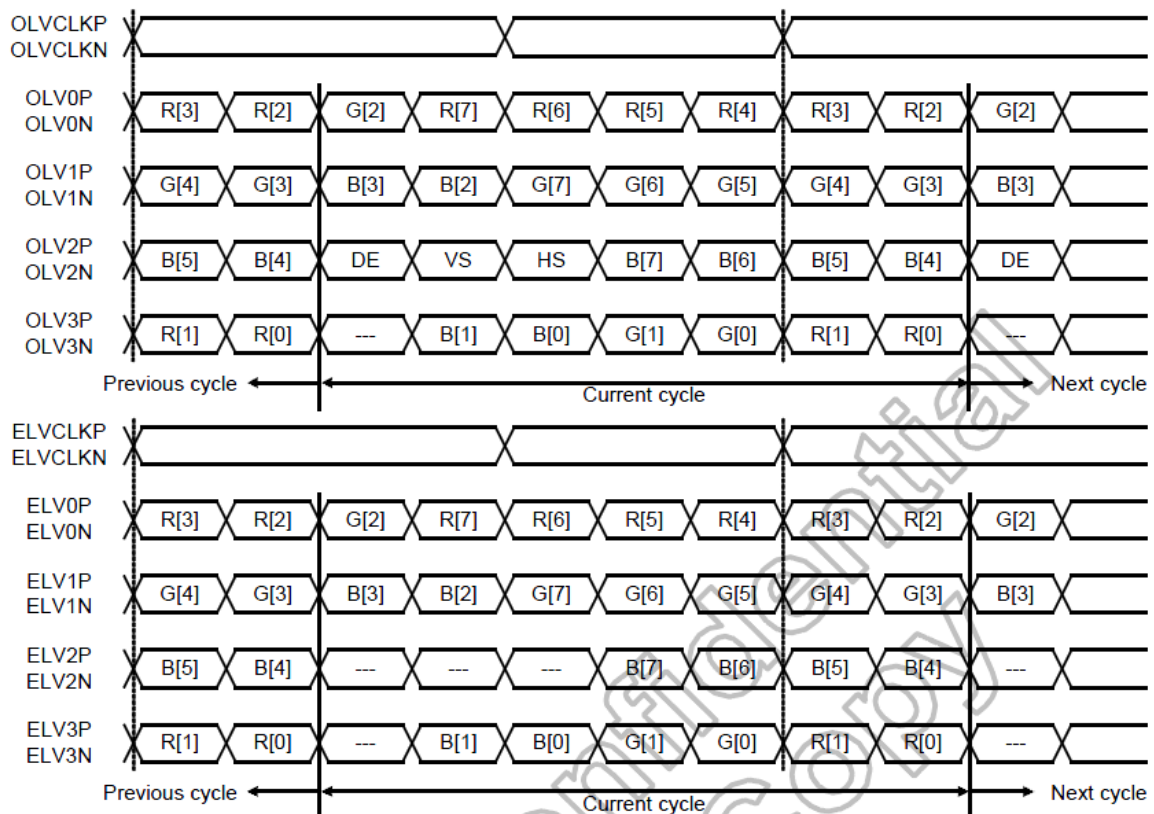 OLVCLKP
OLVCLKN
OLV0P
OLV0N
R[3] R[2] G[2] R[7] R[6] R[5] R[4] R[3] R[2] G[2]
OLV1P
OLV1N
G[4] G[3] B[3] B[2] G[7] G[6] G[5] G[4] G[3] B[3]
OLV2P
OLV2N
B[5] B[4] DE VS HS B[7] B[6] B[5] B[4] DE
OLV3P
OLV3N
R[1] R[0] --- B[1] B[0] G[1] G[0] R[1] R[0] ---
Previous cycle Current cycle Next cycle
ELVCLKP
ELVCLKN
ELV0P
ELV0N
R[3] R[2] G[2] R[7] R[6] R[5] R[4] R[3] R[2] G[2]
ELV1P
ELV1N
G[4] G[3] B[3] B[2] G[7] G[6] G[5] G[4] G[3] B[3]
ELV2P
ELV2N
B[5] B[4] --- --- --- B[7] B[6] B[5] B[4] ---
ELV3P
ELV3N
R[1] R[0] --- B[1] B[0] G[1] G[0] R[1] R[0] ---
Previous cycle Current cycle Next cycle